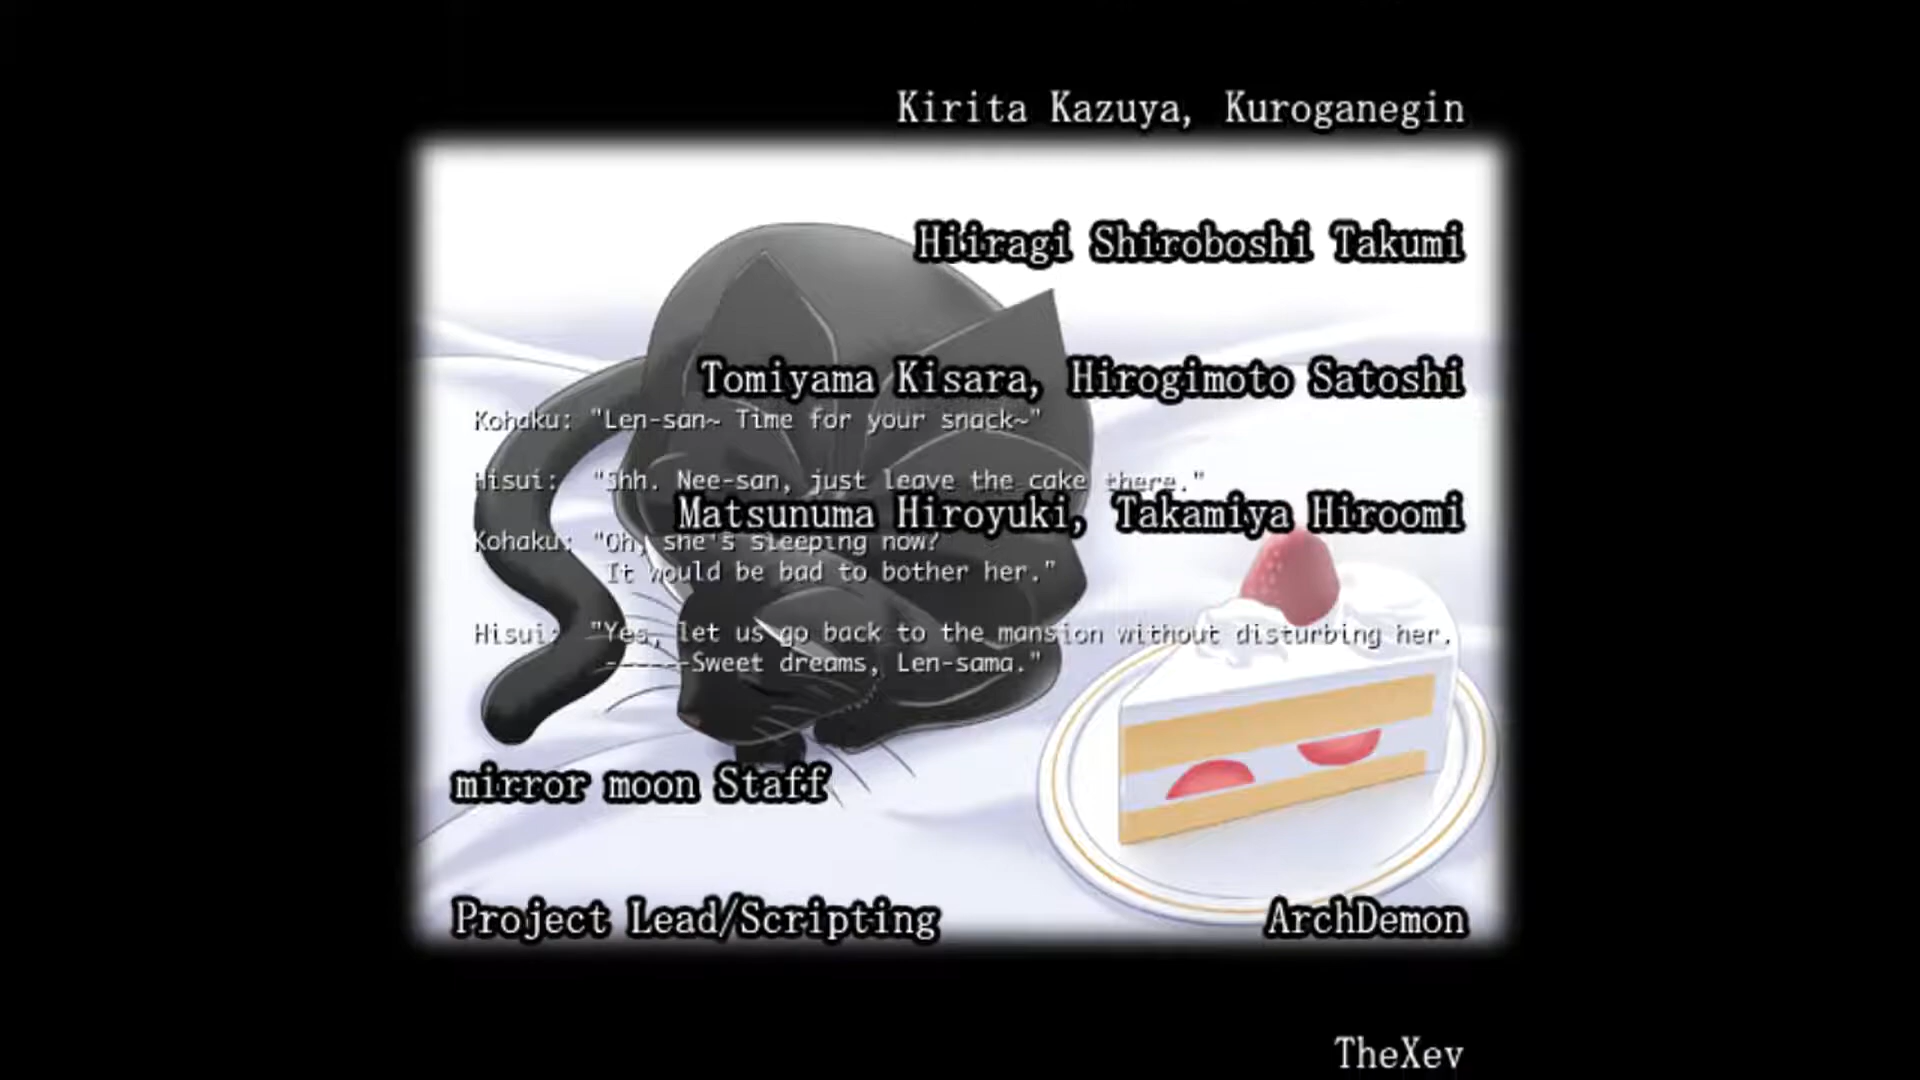 Kirita Kazuya, Kuroganegin
Hiiragi Shiroboshi Takumi
Tomiyama Kisara, Hirogimoto Satoshi
Kohaku: "Len-san~ Time for your snack~"
Hisui: "Shh. Nee-san, just leave the cake there."
Matsunuma Hiroyuki, Takamiya Hiroomi
Kohaku: "Oh, she's sleeping now?
It would be bad to bother her."
Hisui: "Yes, let us go back to the mansion without disturbing her.
------Sweet dreams, Len-sama."
mirror moon Staff
Project Lead/Scripting ArchDemon
TheXev